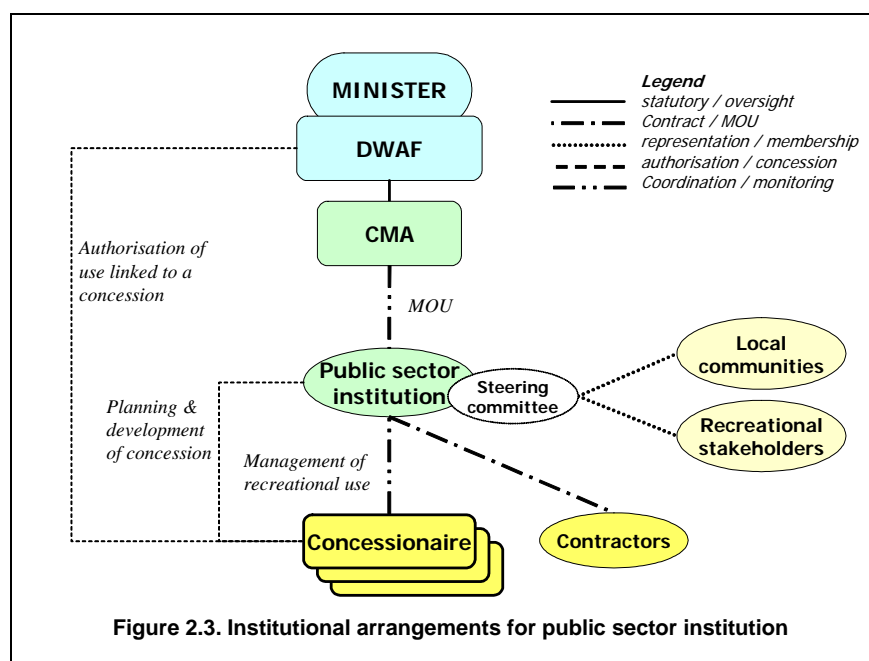 MINISTER
DWAF
CMA
Legend
statutory / oversight
Contract / MOU
representation / membership
authorisation / concession
Coordination / monitoring
Authorisation of
use linked to a
concession
MOU
Public sector
institution
Steering
committee
Local
communities
Recreational
stakeholders
Planning &
development
of concession
Management of
recreational use
Concessionaire
Contractors
Figure 2.3. Institutional arrangements for public sector institution